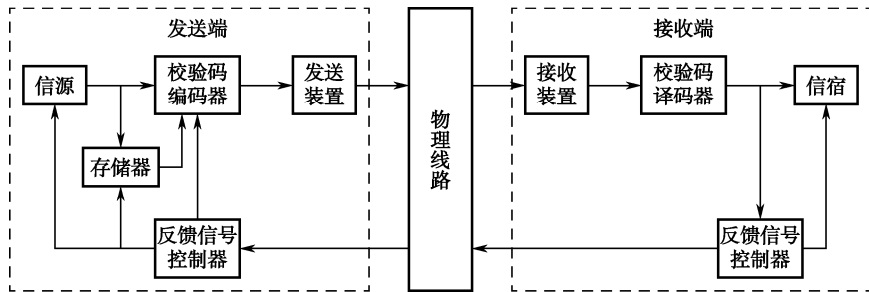 发送端
接收端
信源
校验码
编码器
发送
装置
物理线路
接收
装置
校验码
译码器
信宿
存储器
反馈信号
控制器
反馈信号
控制器